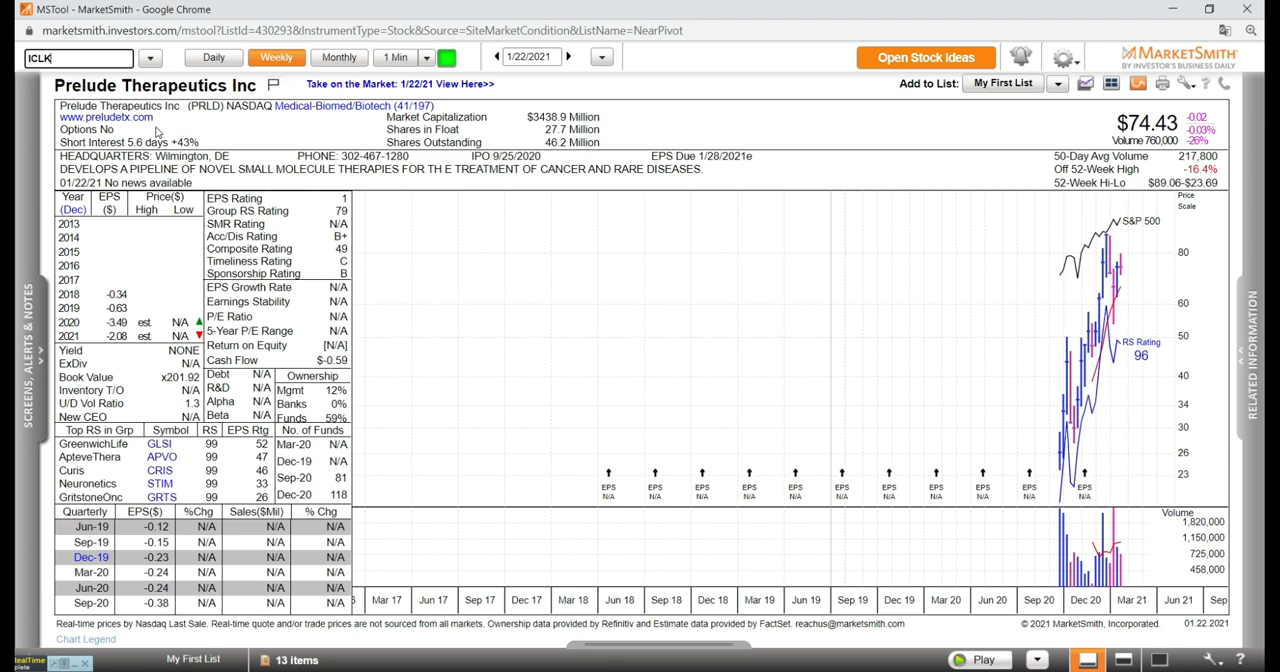 MSTool - MarketSmith - Google Chrome
marketsmith.investors.com/mstool?ListId=430293&InstrumentType=Stock&Source=SiteMarketCondition&ListName=NearPivot
ICLK Daily Weekly Monthly 1 Min 1/22/2021 Open Stock Ideas MARKETSMITH
BY INVESTOR'S BUSINESS DAILY
Prelude Therapeutics Inc Take on the Market: 1/22/21 View Here>> Add to List: My First List
Prelude Therapeutics Inc (PRLD) NASDAQ Medical-Biomed/Biotech (41/197)
www.preludetx.com Market Capitalization $3438.9 Million
Options No Shares in Float 27.7 Million
Short Interest 5.6 days +43% Shares Outstanding 46.2 Million
$74.43 -0.02
-0.03%
Volume 760,000 -26%
HEADQUARTERS: Wilmington, DE PHONE: 302-467-1280 IPO 9/25/2020 EPS Due 1/28/2021e
DEVELOPS A PIPELINE OF NOVEL SMALL MOLECULE THERAPIES FOR TH E TREATMENT OF CANCER AND RARE DISEASES.
01/22/21 No news available
50-Day Avg Volume 217,800
Off 52-Week High -16.4%
52-Week Hi-Lo $89.06-$23.69
Year EPS Price($)
(Dec) ($) High Low
2013
2014
2015
2016
2017
2018 -0.34
2019 -0.63
2020 -3.49 est. N/A
2021 -2.08 est. N/A
Yield NONE
ExDiv N/A
Book Value x201.92
Inventory T/O N/A
U/D Vol Ratio 1.3
New CEO N/A
EPS Rating 1
Group RS Rating 79
SMR Rating N/A
Acc/Dis Rating B+
Composite Rating 49
Timeliness Rating C
Sponsorship Rating B
EPS Growth Rate N/A
Earnings Stability N/A
P/E Ratio N/A
5-Year P/E Range N/A
Return on Equity [N/A]
Cash Flow $-0.59
Debt N/A
R&D N/A
Alpha N/A
Beta N/A
Ownership
Mgmt 12%
Banks 0%
Funds 59%
Top RS in Grp Symbol RS EPS Rtg
GreenwichLife GLSI 99 52
ApteveThera APVO 99 47
Curis CRIS 99 46
Neuronetics STIM 99 33
GritstoneOnc GRTS 99 26
No. of Funds
Mar-20 N/A
Dec-19 N/A
Sep-20 81
Dec-20 118
Quarterly EPS($) %Chg Sales($Mil) % Chg
Jun-19 -0.12 N/A N/A N/A
Sep-19 -0.15 N/A N/A N/A
Dec-19 -0.23 N/A N/A N/A
Mar-20 -0.24 N/A N/A N/A
Jun-20 -0.24 N/A N/A N/A
Sep-20 -0.38 N/A N/A N/A
Price
Scale
S&P 500
80
60
50
RS Rating
96
40
34
30
26
23
EPS EPS EPS EPS EPS EPS EPS EPS EPS EPS EPS
N/A N/A N/A N/A N/A N/A N/A N/A N/A N/A N/A
Volume
1,820,000
1,150,000
725,000
468,000
6 Mar 17 Jun 17 Sep 17 Dec 17 Mar 18 Jun 18 Sep 18 Dec 18 Mar 19 Jun 19 Sep 19 Dec 19 Mar 20 Jun 20 Sep 20 Dec 20 Mar 21 Jun 21 Sep
Real-time prices by Nasdaq Last Sale. Real-time quote and/or trade prices are not sourced from all markets. Ownership data provided by Refinitiv and Estimate data provided by FactSet. reachus@marketsmith.com © 2021 MarketSmith, Incorporated. 01.22.2021
Chart Legend
SCREENS, ALERTS & NOTES
RELATED INFORMATION
RealTime
plete
My First List 13 items Play